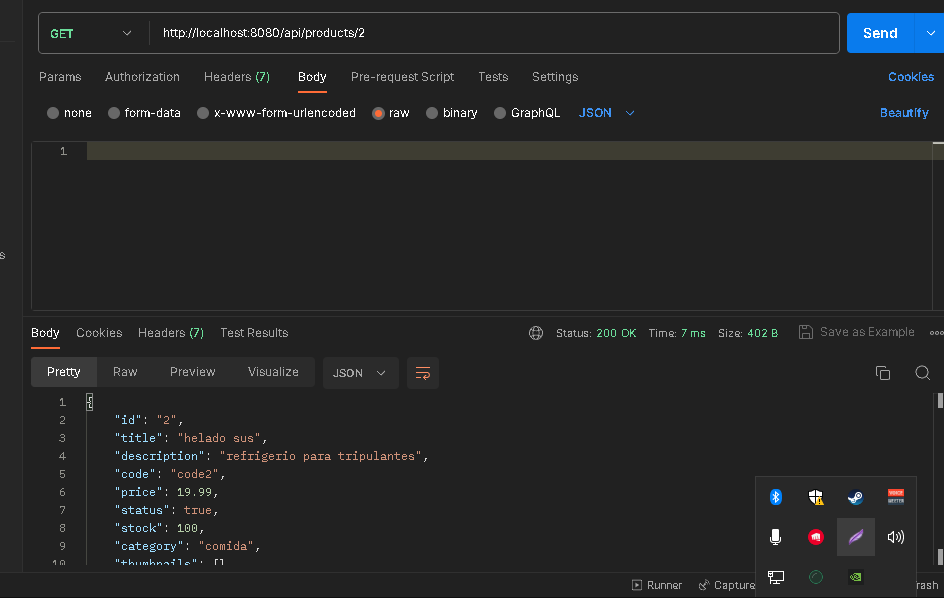 GET http://localhost:8080/api/products/2 Send
Params Authorization Headers (7) Body Pre-request Script Tests Settings Cookies
none form-data x-www-form-urlencoded raw binary GraphQL JSON Beautify
1
s
Body Cookies Headers (7) Test Results Status: 200 OK Time: 7 ms Size: 402 B Save as Example
Pretty Raw Preview Visualize JSON
1 {
2 "id": "2",
3 "title": "helado sus",
4 "description": "refrigerio para tripulantes",
5 "code": "code2",
6 "price": 19.99,
7 "status": true,
8 "stock": 100,
9 "category": "comida",
10 "thumbnails": []
Runner Capture rash